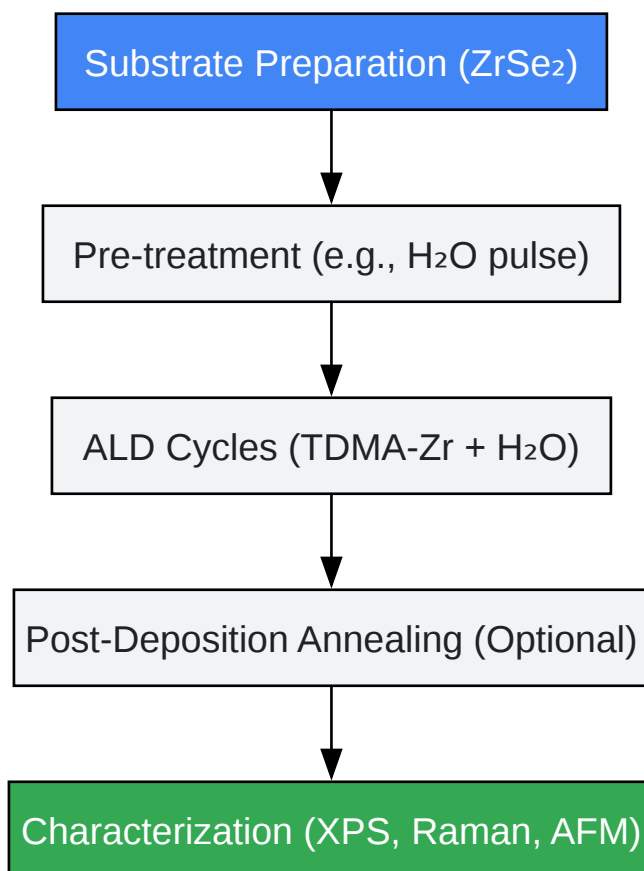 Substrate Preparation (ZrSe₂)
Pre-treatment (e.g., H₂O pulse)
ALD Cycles (TDMA-Zr + H₂O)
Post-Deposition Annealing (Optional)
Characterization (XPS, Raman, AFM)